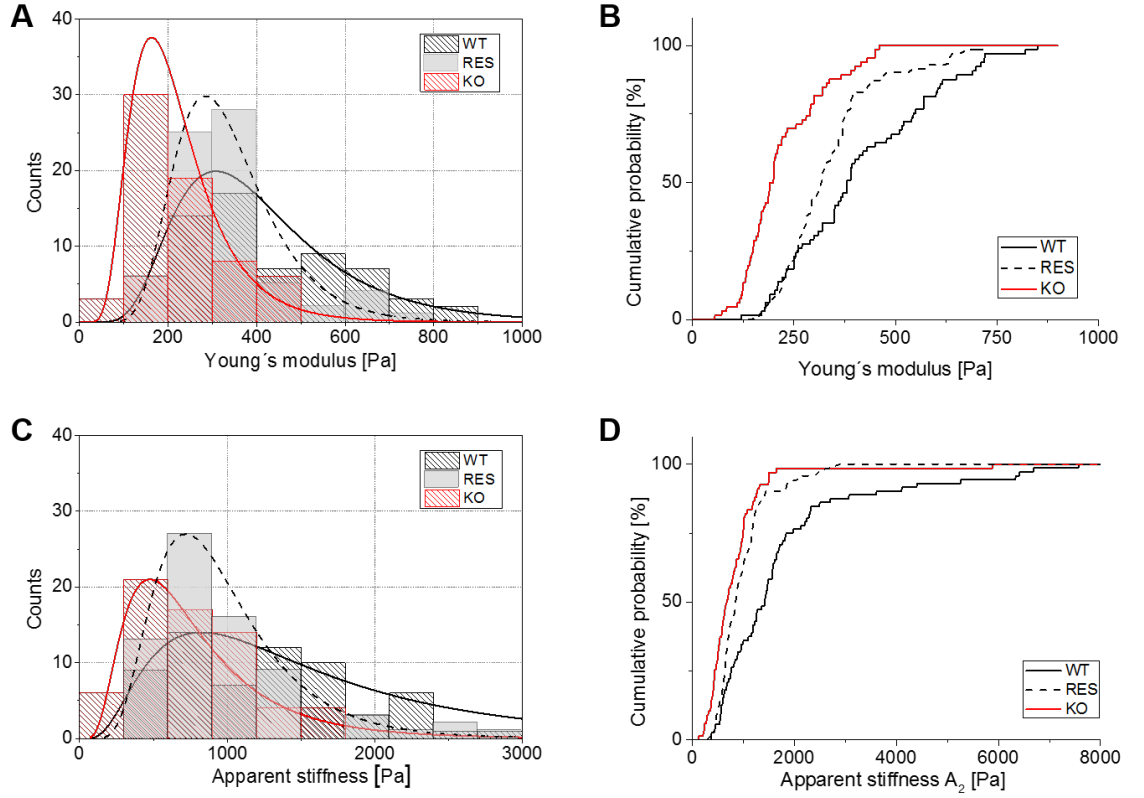 A
40
30
20
10
0
Counts
0 200 400 600 800 1000
Young´s modulus [Pa]
WT
RES
KO
B
100
50
0
Cumulative probability [%]
0 250 500 750 1000
Young´s modulus [Pa]
WT
RES
KO
C
40
30
20
10
0
Counts
0 1000 2000 3000
Apparent stiffness [Pa]
WT
RES
KO
D
100
50
0
Cumulative probability [%]
0 2000 4000 6000 8000
Apparent stiffness A₂ [Pa]
WT
RES
KO